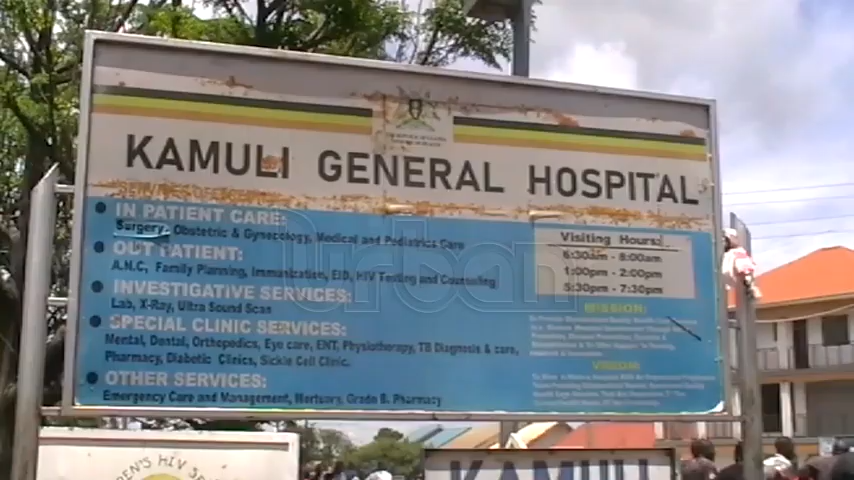 KAMULI GENERAL HOSPITAL
IN PATIENT CARE:
Surgery, Obstetric & Gynecology, Medical and Pediatrics Care
OUT PATIENT:
A.N.C, Family Planning, Immunization, EID, HIV Testing and Counseling
INVESTIGATIVE SERVICES:
Lab, X-Ray, Ultra Sound Scan
SPECIAL CLINIC SERVICES:
Mental, Dental, Orthopedics, Eye care, ENT, Physiotherapy, TB Diagnosis & care,
Pharmacy, Diabetic Clinics, Sickle Cell Clinic.
OTHER SERVICES:
Emergency Care and Management, Mortuary, Grade B. Pharmacy
Visiting Hours:
6:30am - 8:00am
1:00pm - 2:00pm
5:30pm - 7:30pm
MISSION:
VISION:
Urban
REN'S HIV
KAMULI